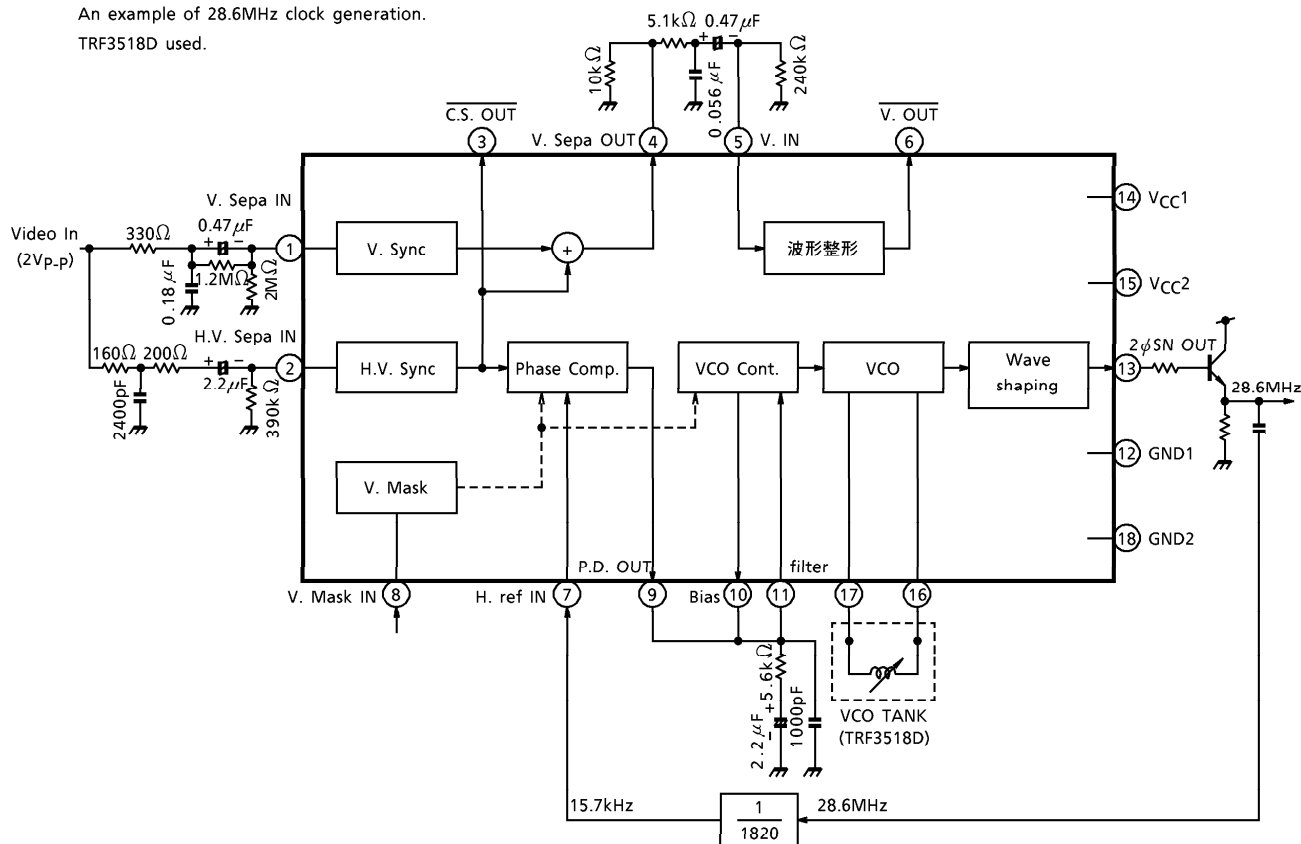 An example of 28.6MHz clock generation.
TRF3518D used.
5.1kΩ 0.47μF
+ -
10kΩ
0.056μF
240kΩ
C.S. OUT
3
V. Sepa OUT
4
5
V. IN
V. OUT
6
V. Sepa IN
Video In
(2VP-P)
330Ω
0.47μF
+ -
1
0.18μF
1.2MΩ
2MΩ
V. Sync
+
波形整形
14 VCC1
15 VCC2
H.V. Sepa IN
160Ω 200Ω
+ -
2.2μF
2400pF
390kΩ
2
H.V. Sync
Phase Comp.
VCO Cont.
VCO
Wave
shaping
2φSN OUT
13
28.6MHz
12 GND1
V. Mask
18 GND2
P.D. OUT
filter
V. Mask IN
8
H. ref IN
7
9
Bias
10
11
17
16
+5.6kΩ
2.2μF
-
1000pF
VCO TANK
(TRF3518D)
15.7kHz
1
1820
28.6MHz